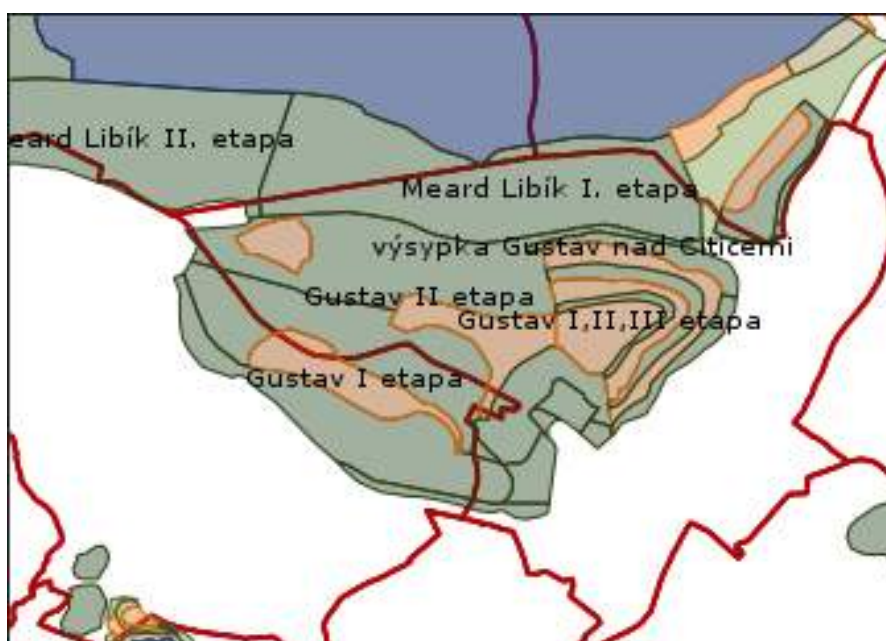 eard Libík II. etapa
Meard Libík I. etapa
výsypka Gustav nad Citicemi
Gustav II etapa
Gustav I,II,III etapa
Gustav I etapa